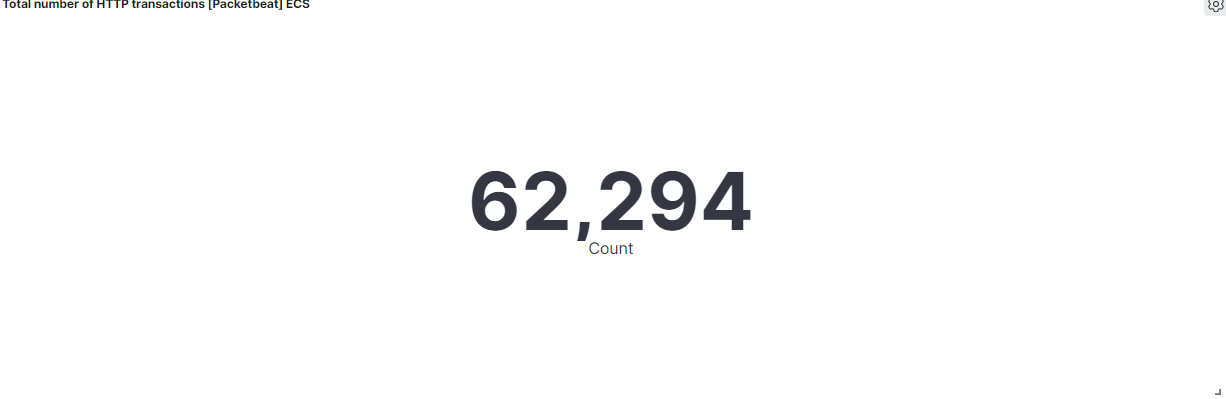 Total number of HTTP transactions [Packetbeat] ECS
62,294
Count